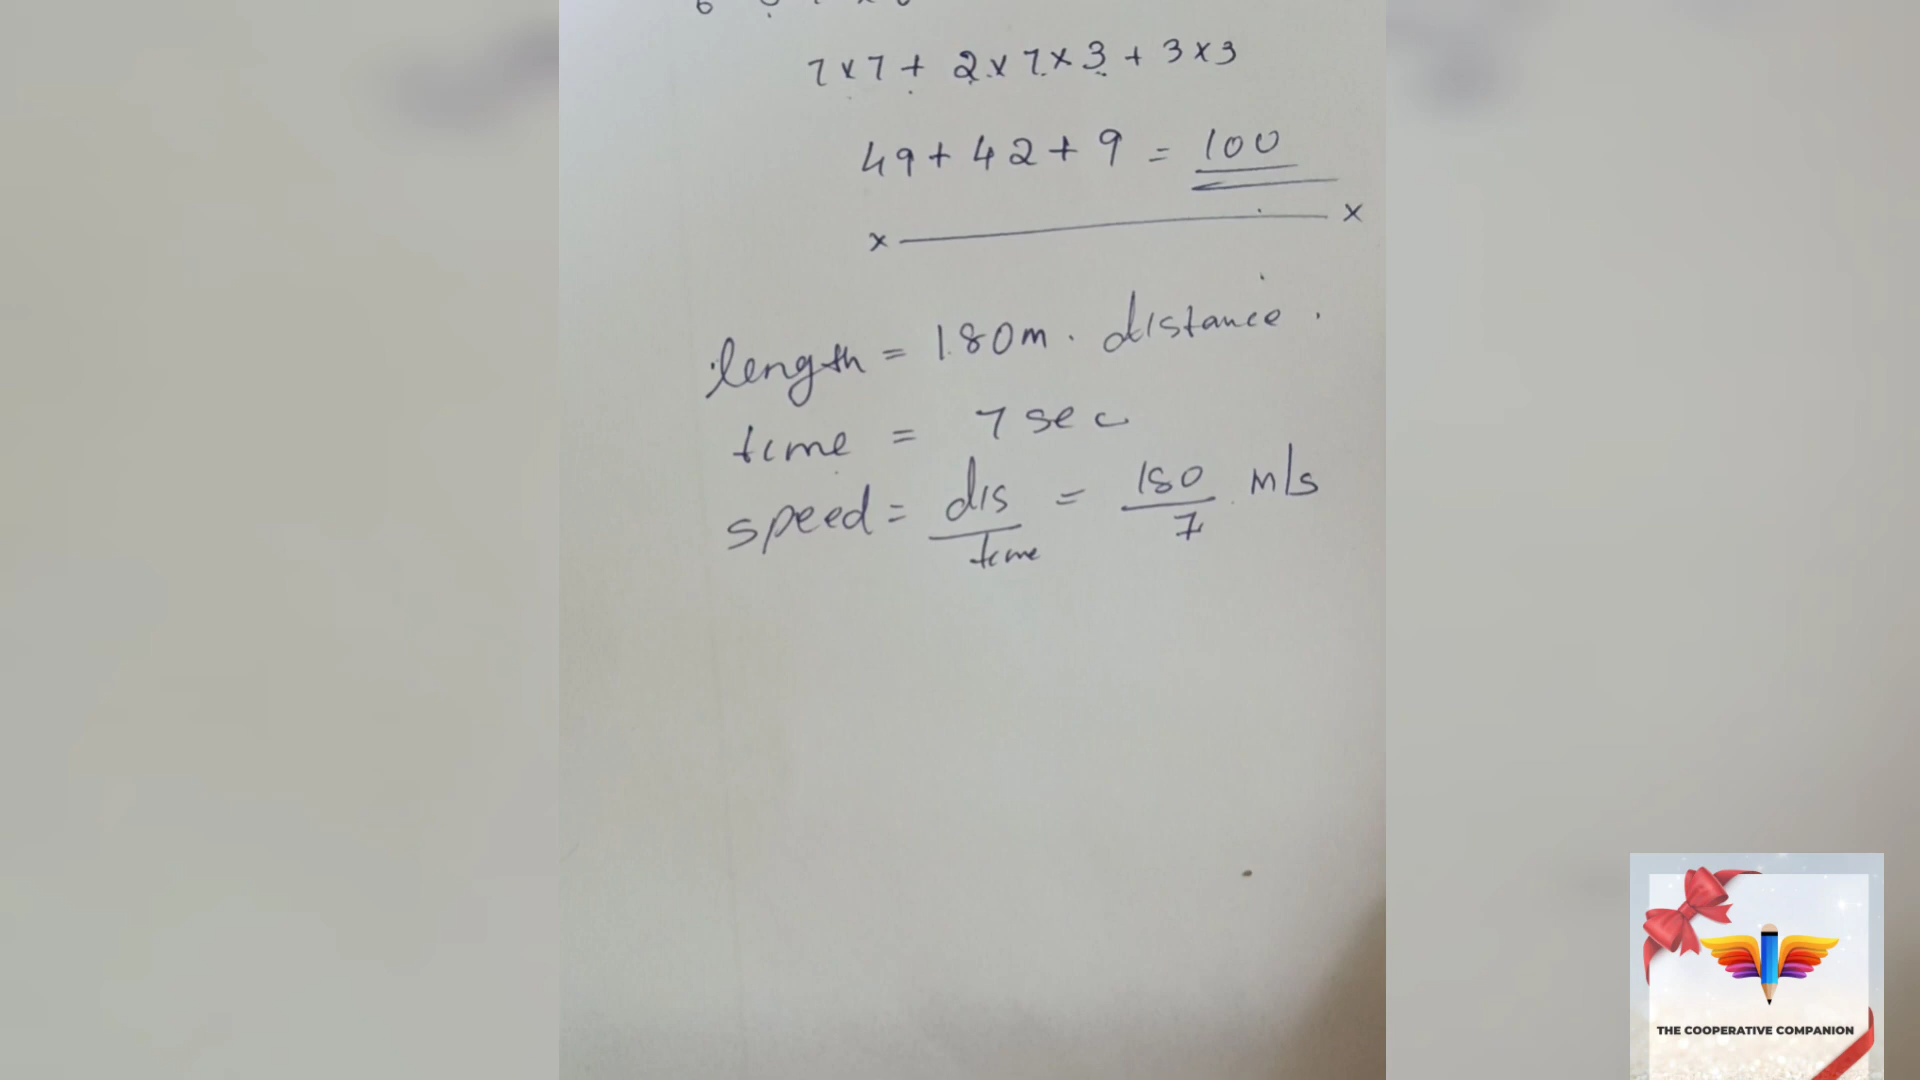 7 x 7 + 2 x 7 x 3 + 3 x 3
49 + 42 + 9 = 100
x x
length = 180m . distance .
time = 7 sec
speed = dis/time = 180/7 m/s
THE COOPERATIVE COMPANION